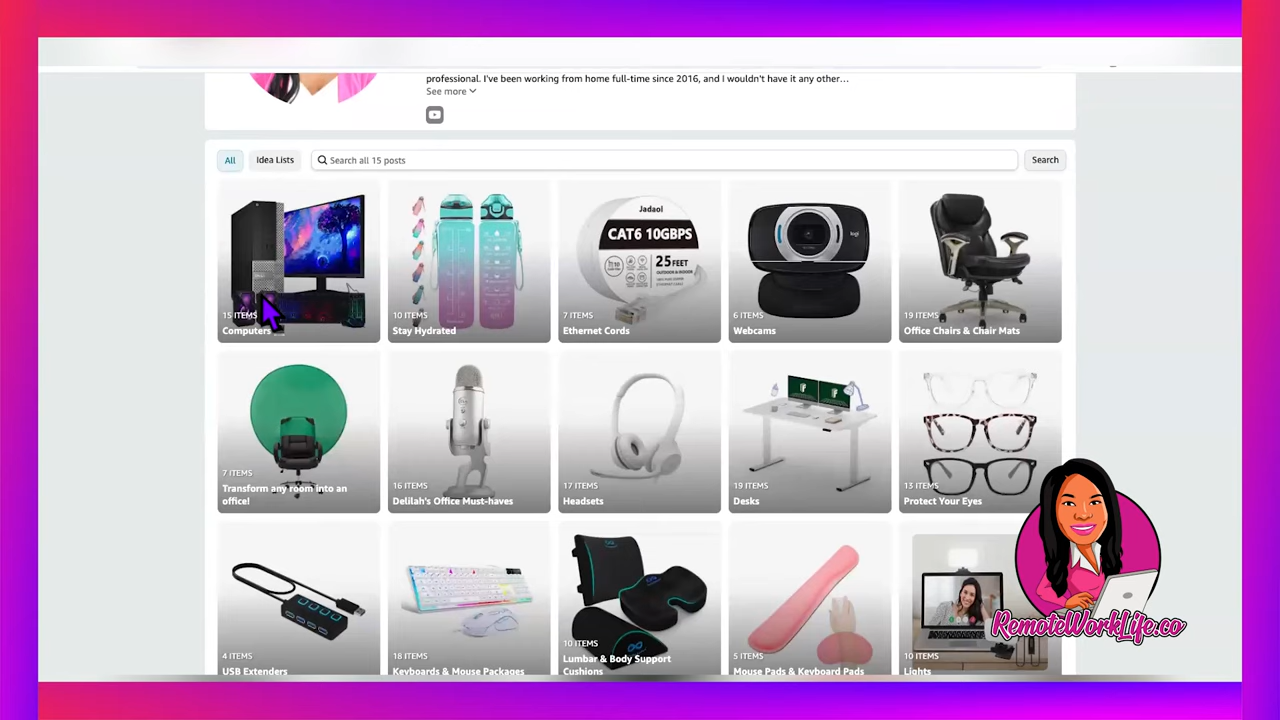 professional. I've been working from home full-time since 2016, and I wouldn't have it any other…
See more
All
Idea Lists
Search all 15 posts
Search
15 ITEMS
Computers
10 ITEMS
Stay Hydrated
Jadaol
CAT6 10GBPS
25 FEET
7 ITEMS
Ethernet Cords
logi
6 ITEMS
Webcams
19 ITEMS
Office Chairs & Chair Mats
7 ITEMS
Transform any room into an
office!
16 ITEMS
Delilah's Office Must-haves
17 ITEMS
Headsets
19 ITEMS
Desks
13 ITEMS
Protect Your Eyes
4 ITEMS
USB Extenders
18 ITEMS
Keyboards & Mouse Packages
10 ITEMS
Lumbar & Body Support
Cushions
5 ITEMS
Mouse Pads & Keyboard Pads
10 ITEMS
Lights
RemoteWorkLife.co